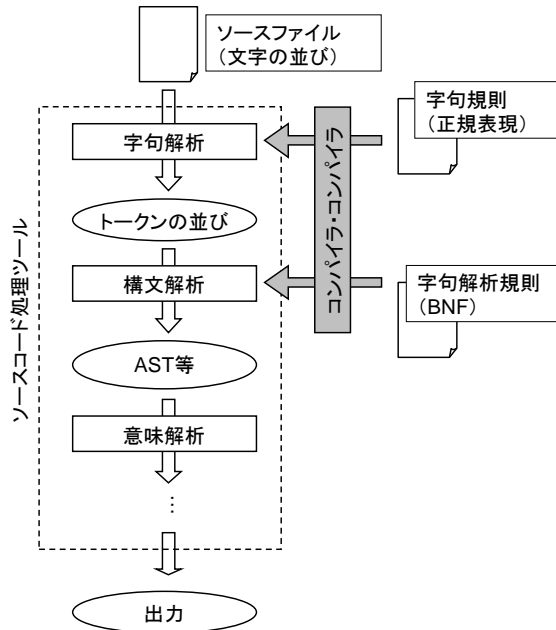 ソースファイル
(文字の並び)
字句規則
(正規表現)
字句解析
コンパイラ・コンパイラ
トークンの並び
構文解析
字句解析規則
(BNF)
ソースコード処理ツール
AST等
意味解析
…
出力